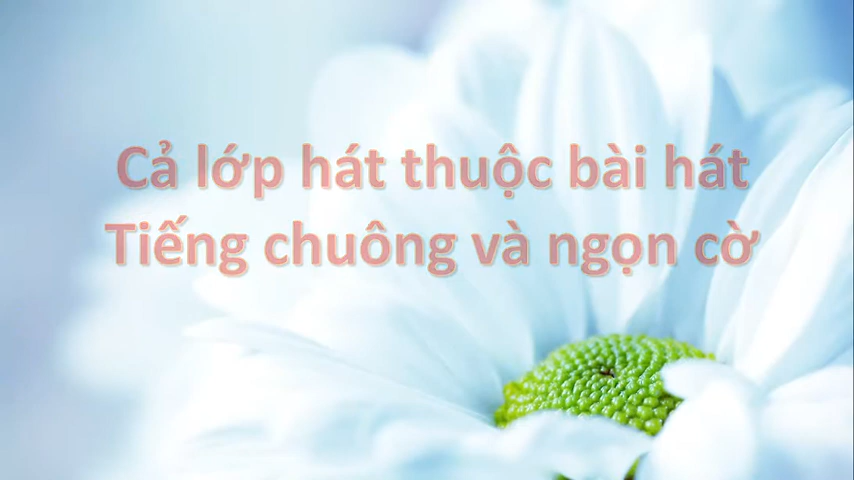 Cả lớp hát thuộc bài hát
Tiếng chuông và ngọn cờ